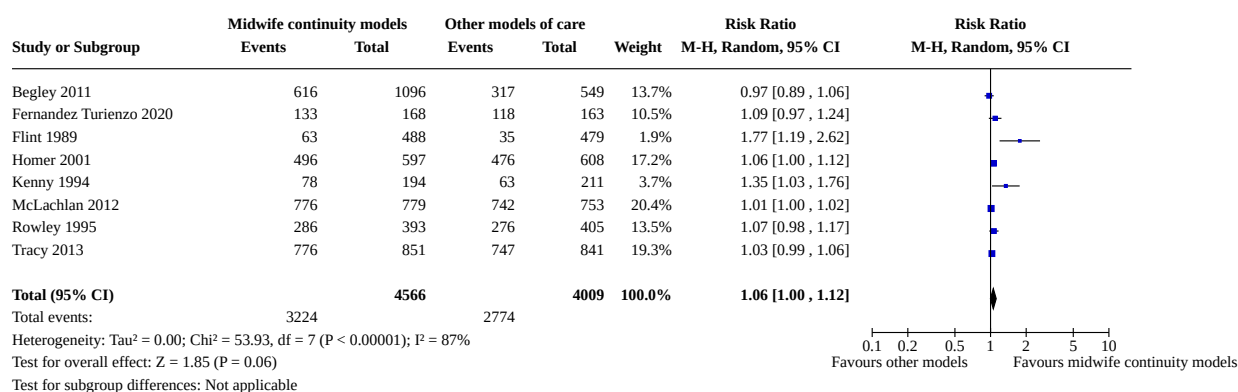 Midwife continuity models Other models of care Risk Ratio Risk Ratio
Study or Subgroup Events Total Events Total Weight M-H, Random, 95% CI M-H, Random, 95% CI
Begley 2011 616 1096 317 549 13.7% 0.97 [0.89 , 1.06]
Fernandez Turienzo 2020 133 168 118 163 10.5% 1.09 [0.97 , 1.24]
Flint 1989 63 488 35 479 1.9% 1.77 [1.19 , 2.62]
Homer 2001 496 597 476 608 17.2% 1.06 [1.00 , 1.12]
Kenny 1994 78 194 63 211 3.7% 1.35 [1.03 , 1.76]
McLachlan 2012 776 779 742 753 20.4% 1.01 [1.00 , 1.02]
Rowley 1995 286 393 276 405 13.5% 1.07 [0.98 , 1.17]
Tracy 2013 776 851 747 841 19.3% 1.03 [0.99 , 1.06]
Total (95% CI) 4566 4009 100.0% 1.06 [1.00 , 1.12]
Total events: 3224 2774
Heterogeneity: Tau² = 0.00; Chi² = 53.93, df = 7 (P < 0.00001); I² = 87%
0.1 0.2 0.5 1 2 5 10
Test for overall effect: Z = 1.85 (P = 0.06) Favours other models Favours midwife continuity models
Test for subgroup differences: Not applicable